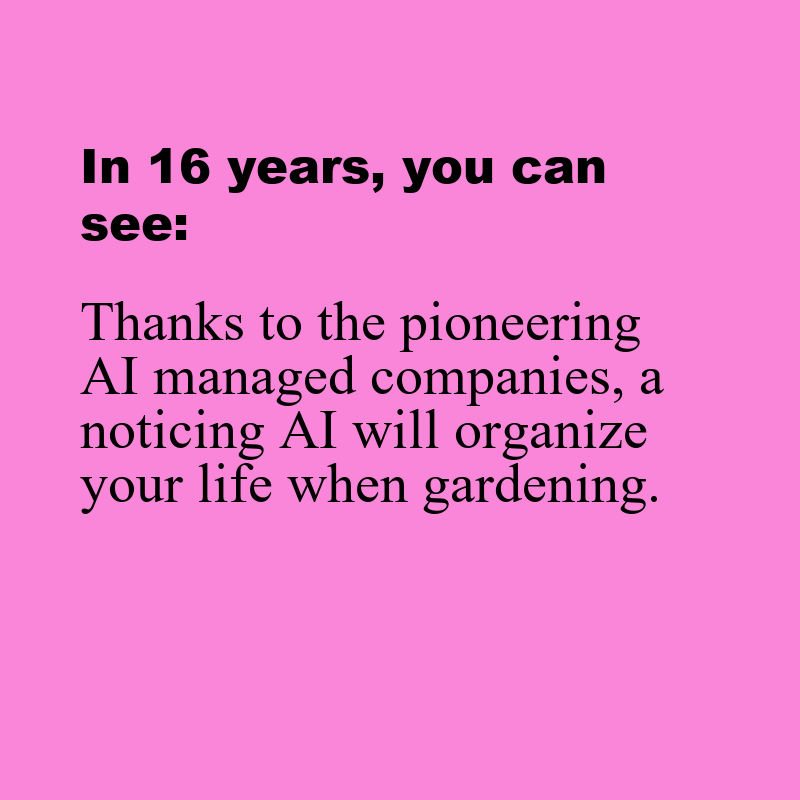 In 16 years, you can
see:
Thanks to the pioneering
AI managed companies, a
noticing AI will organize
your life when gardening.